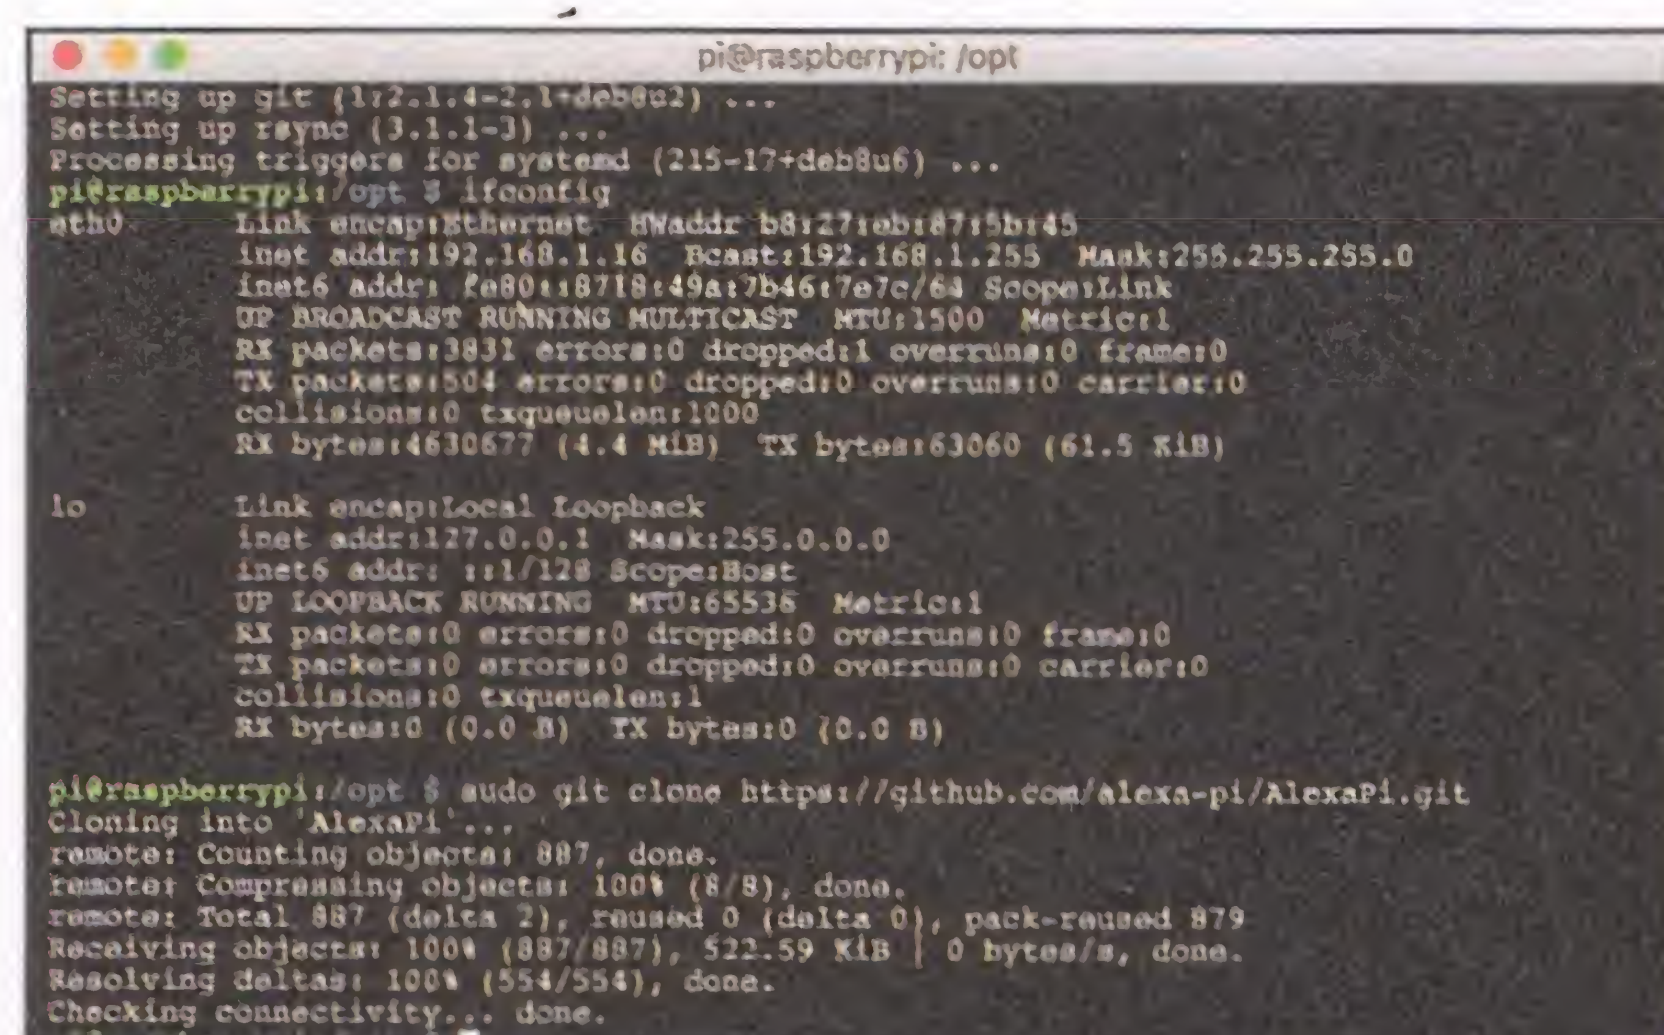 pi@raspberrypi: /opt
Setting up git (1:2.1.4-2.1+deb8u2) ...
Setting up rsync (3.1.1-3) ...
Processing triggers for systemd (215-17+deb8u6) ...
pi@raspberrypi:/opt $ ifconfig
eth0 Link encap:Ethernet HWaddr b8:27:eb:87:5b:45
inet addr:192.168.1.16 Bcast:192.168.1.255 Mask:255.255.255.0
inet6 addr: fe80::8718:49a:7b46:7e7c/64 Scope:Link
UP BROADCAST RUNNING MULTICAST MTU:1500 Metric:1
RX packets:3831 errors:0 dropped:1 overruns:0 frame:0
TX packets:504 errors:0 dropped:0 overruns:0 carrier:0
collisions:0 txqueuelen:1000
RX bytes:4630677 (4.4 MiB) TX bytes:63060 (61.5 KiB)
lo Link encap:Local Loopback
inet addr:127.0.0.1 Mask:255.0.0.0
inet6 addr: ::1/128 Scope:Host
UP LOOPBACK RUNNING MTU:65536 Metric:1
RX packets:0 errors:0 dropped:0 overruns:0 frame:0
TX packets:0 errors:0 dropped:0 overruns:0 carrier:0
collisions:0 txqueuelen:1
RX bytes:0 (0.0 B) TX bytes:0 (0.0 B)
pi@raspberrypi:/opt $ sudo git clone https://github.com/alexa-pi/AlexaPi.git
Cloning into 'AlexaPi'...
remote: Counting objects: 887, done.
remote: Compressing objects: 100% (8/8), done.
remote: Total 887 (delta 2), reused 0 (delta 0), pack-reused 879
Receiving objects: 100% (887/887), 522.59 KiB | 0 bytes/s, done.
Resolving deltas: 100% (554/554), done.
Checking connectivity... done.